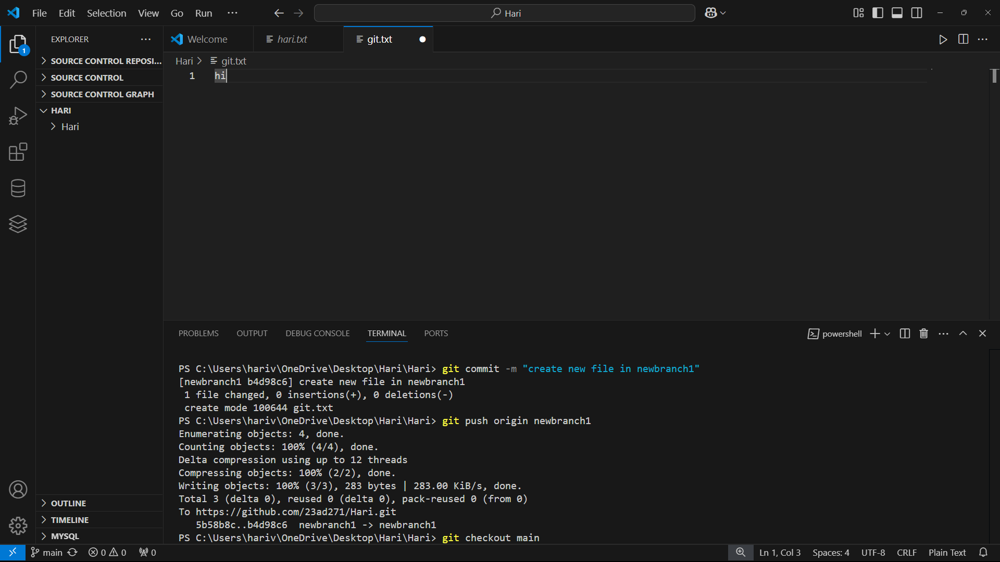 File Edit Selection View Go Run ···
Hari
EXPLORER ···
1
SOURCE CONTROL REPOSI...
SOURCE CONTROL
SOURCE CONTROL GRAPH
HARI
Hari
OUTLINE
TIMELINE
MYSQL
Welcome hari.txt git.txt
Hari > git.txt
1 hi
PROBLEMS OUTPUT DEBUG CONSOLE TERMINAL PORTS powershell
PS C:\Users\hariv\OneDrive\Desktop\Hari\Hari> git commit -m "create new file in newbranch1"
[newbranch1 b4d98c6] create new file in newbranch1
1 file changed, 0 insertions(+), 0 deletions(-)
create mode 100644 git.txt
PS C:\Users\hariv\OneDrive\Desktop\Hari\Hari> git push origin newbranch1
Enumerating objects: 4, done.
Counting objects: 100% (4/4), done.
Delta compression using up to 12 threads
Compressing objects: 100% (2/2), done.
Writing objects: 100% (3/3), 283 bytes | 283.00 KiB/s, done.
Total 3 (delta 0), reused 0 (delta 0), pack-reused 0 (from 0)
To https://github.com/23ad271/Hari.git
5b58b8c..b4d98c6 newbranch1 -> newbranch1
PS C:\Users\hariv\OneDrive\Desktop\Hari\Hari> git checkout main
main 0 0 0 Ln 1, Col 3 Spaces: 4 UTF-8 CRLF Plain Text